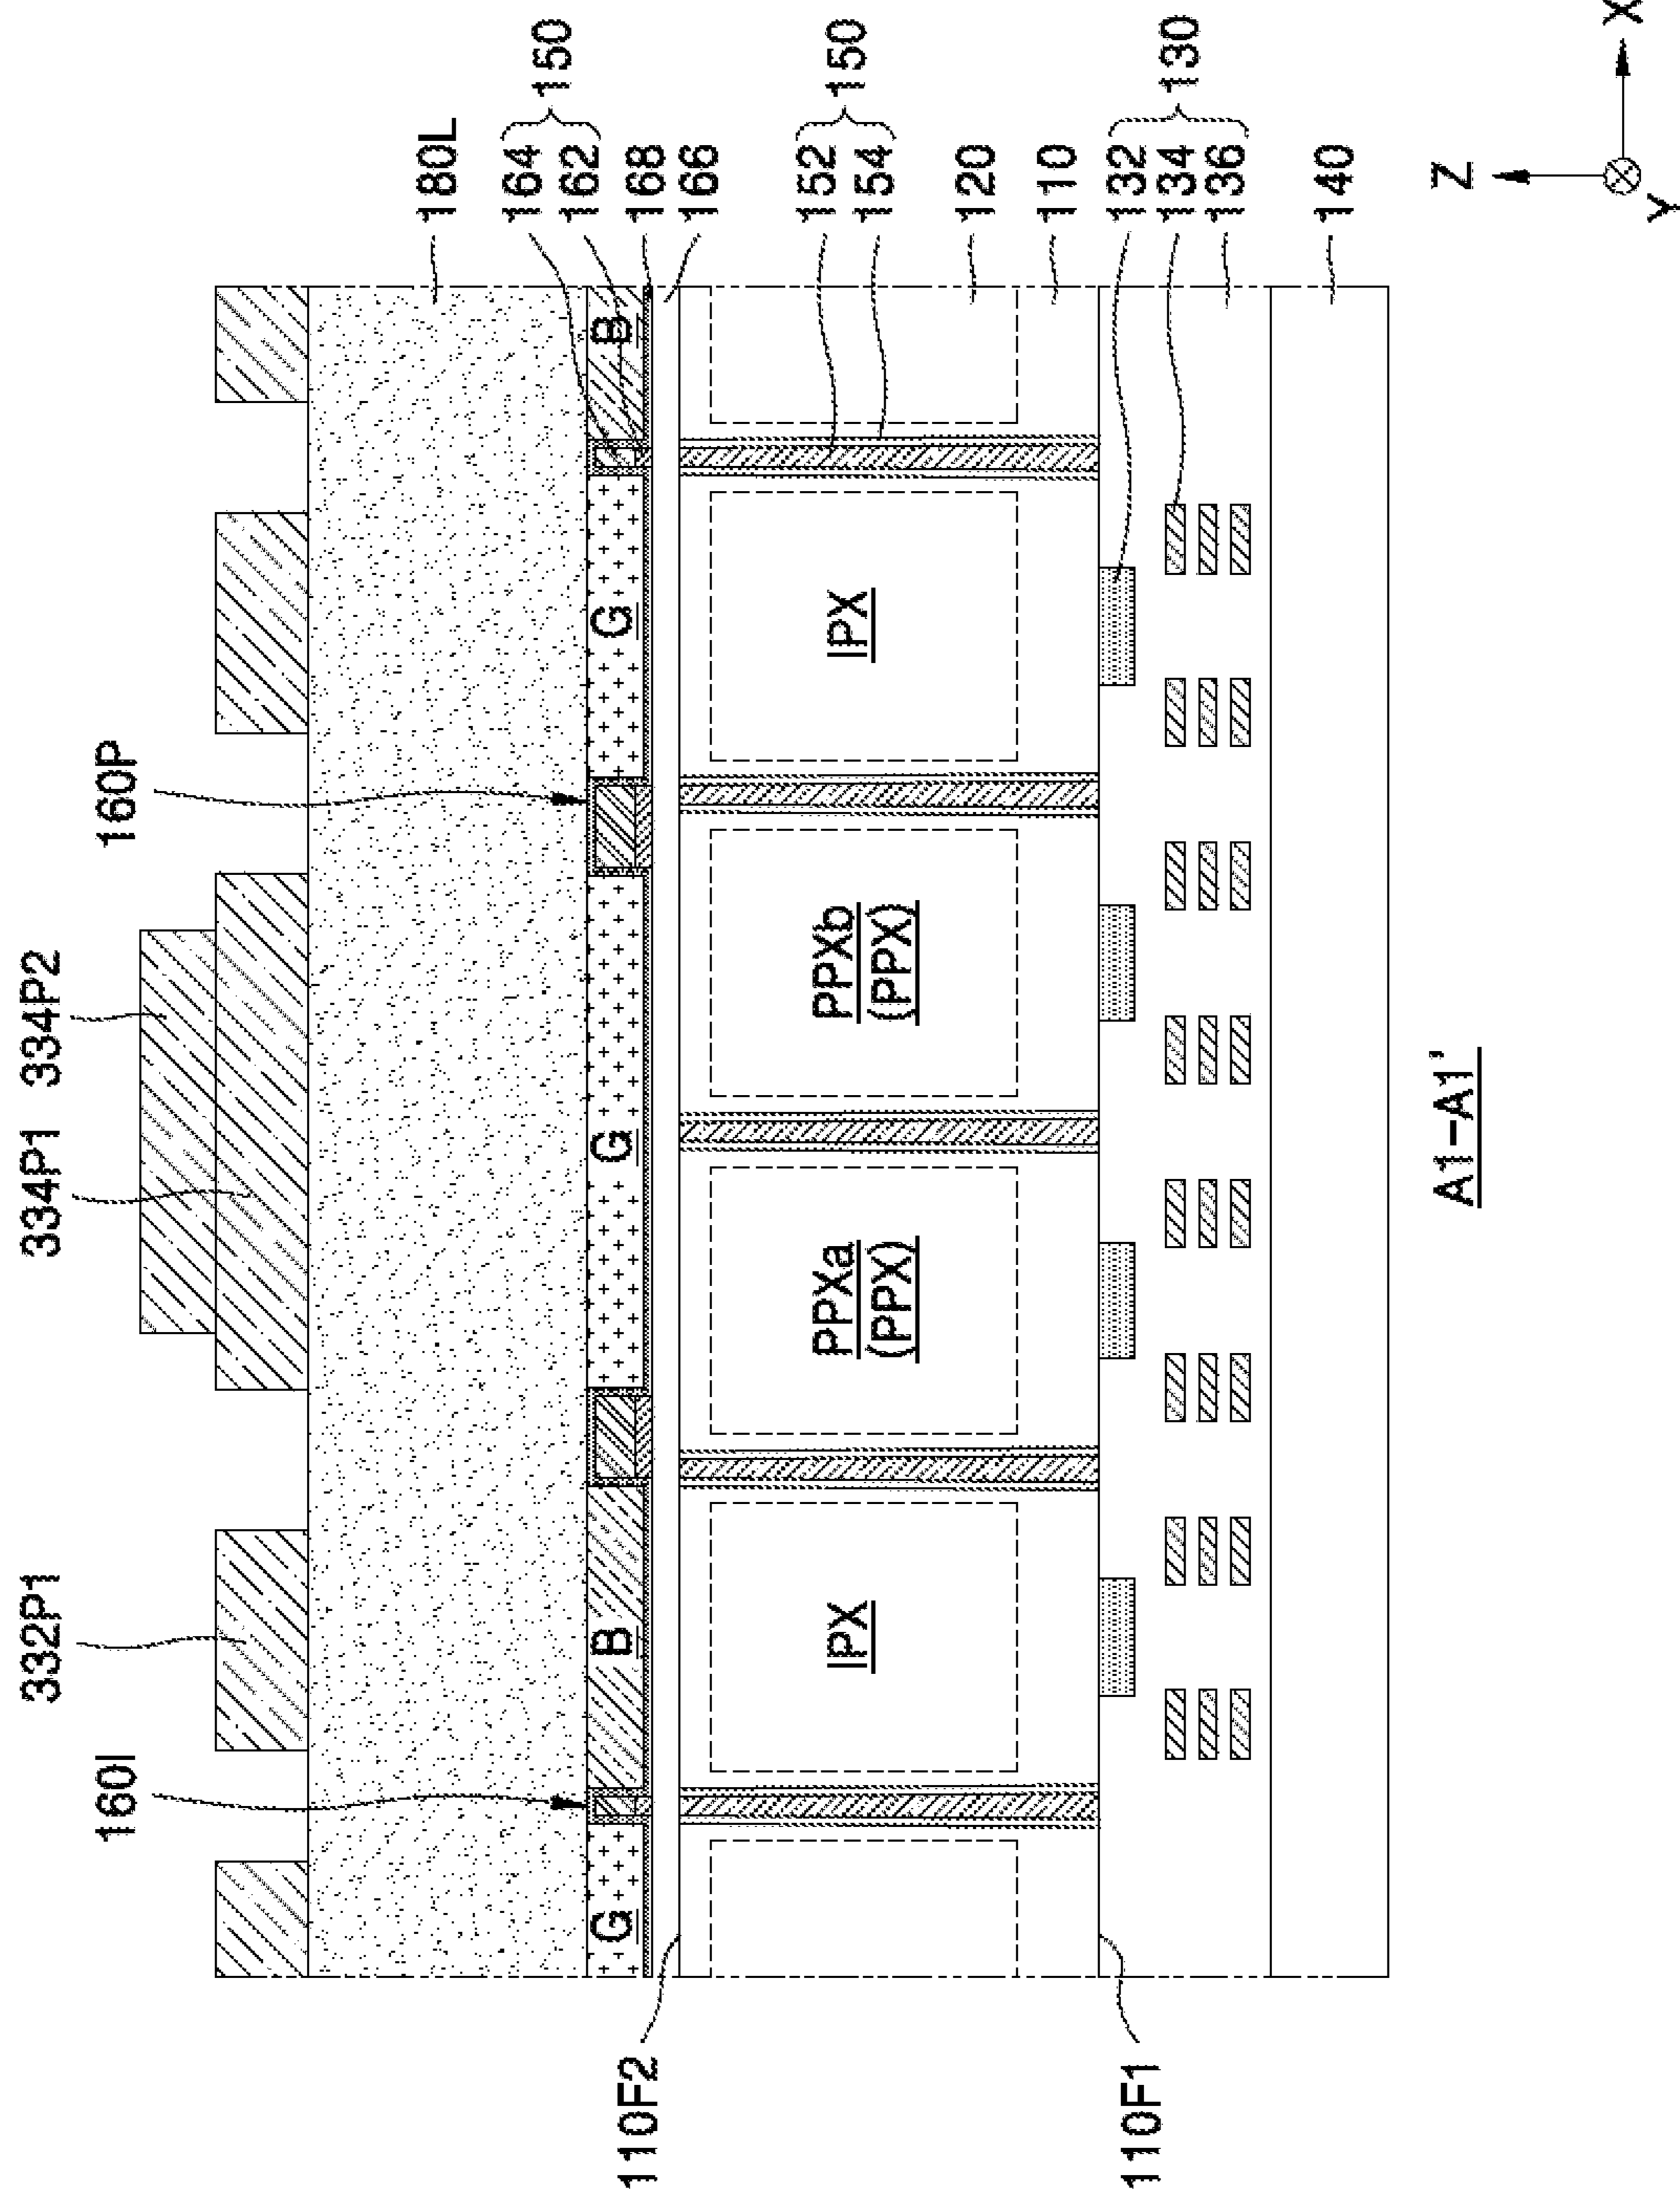 334P1 334P2
332P1
160I
160P
180L
164
162
150
168
166
152
154
150
120
110
132
134
136
130
140
G
B
G
G
B
IPX
PPXa
(PPX)
PPXb
(PPX)
IPX
110F2
110F1
Z
X
Y
A1-A1'